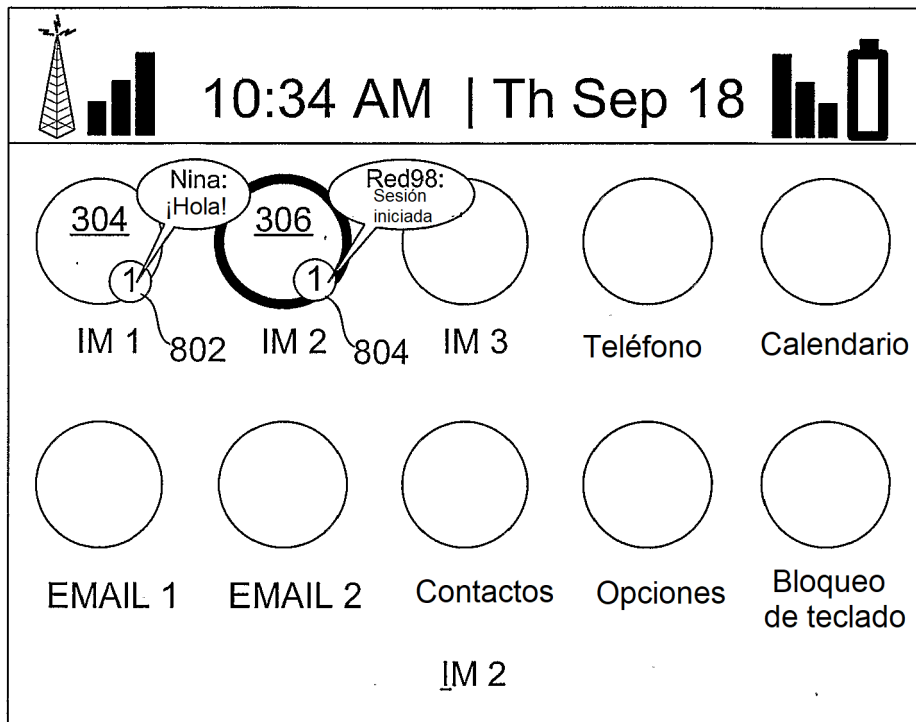 10:34 AM | Th Sep 18
Nina:
¡Hola!
Red98:
Sesión
iniciada
304
306
1
1
IM 1
802
IM 2
804
IM 3
Teléfono
Calendario
EMAIL 1
EMAIL 2
Contactos
Opciones
Bloqueo
de teclado
IM 2